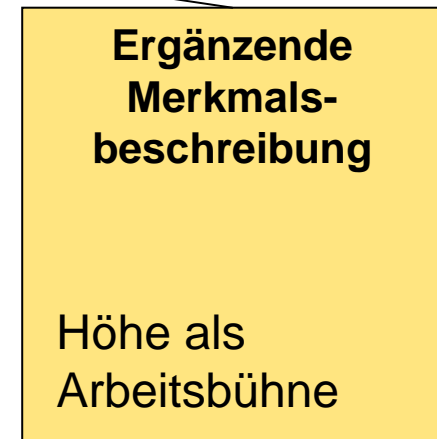 Ergänzende
Merkmals-
beschreibung
Höhe als
Arbeitsbühne